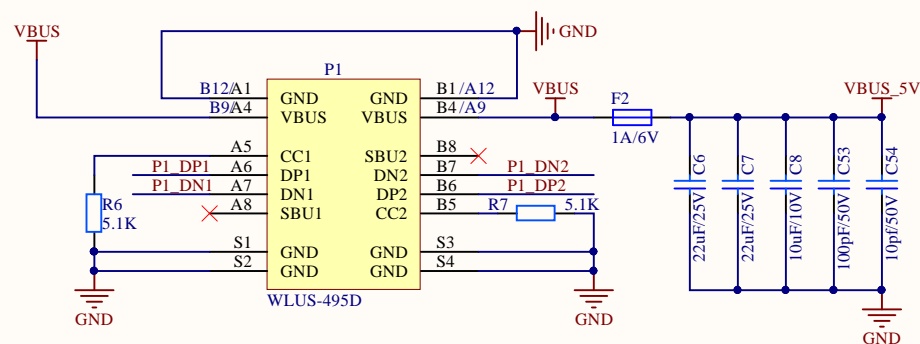 VBUS
GND
P1
B12/A1
GND
GND
B1/A12
B9/A4
VBUS
VBUS
B4/A9
VBUS
F2
1A/6V
VBUS_5V
A5
CC1
SBU2
B8
P1_DP1
A6
DP1
DN2
B7
P1_DN2
P1_DN1
A7
DN1
DP2
B6
P1_DP2
A8
SBU1
CC2
B5
R7
5.1K
R6
5.1K
S1
GND
GND
S3
S2
GND
GND
S4
WLUS-495D
GND
GND
C6
22uF/25V
C7
22uF/25V
C8
10uF/10V
C53
100pF/50V
C54
10pf/50V
GND